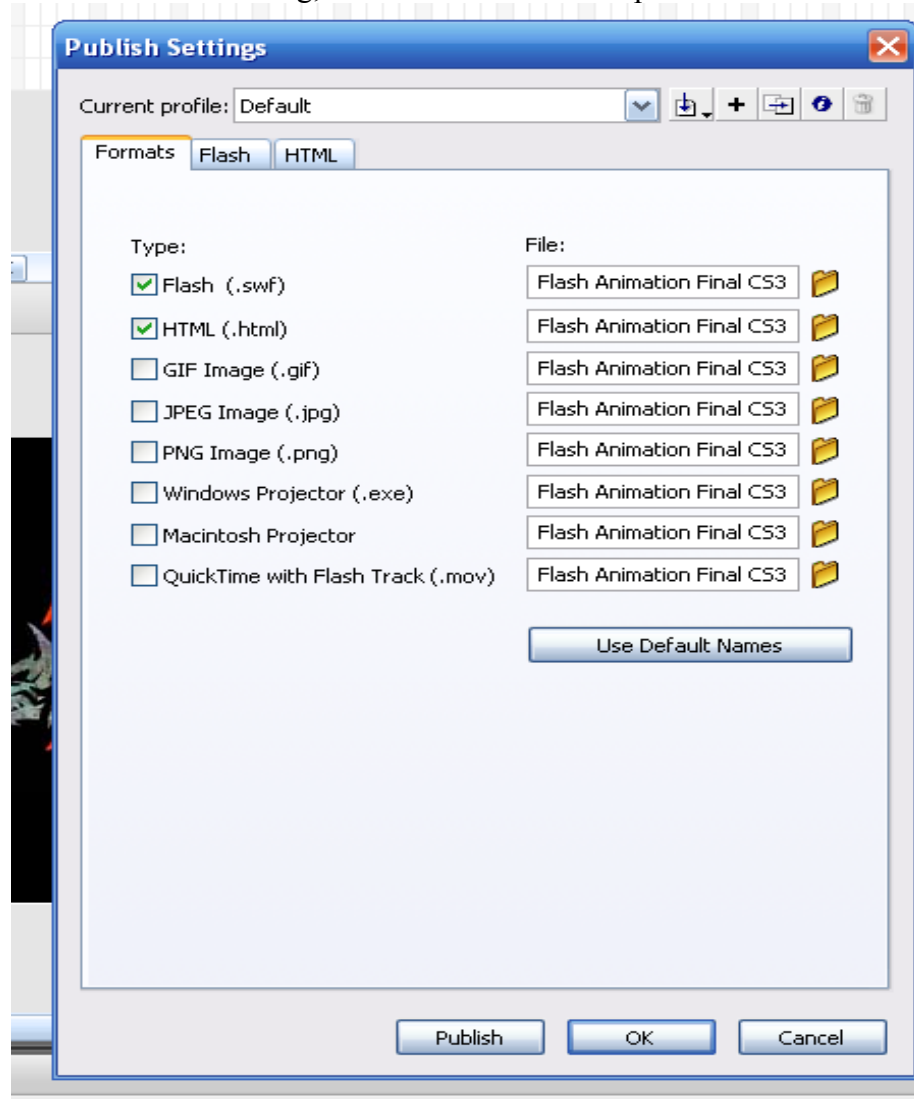 Publish Settings
Current profile: Default
Formats Flash HTML
Type: File:
Flash (.swf) Flash Animation Final CS3
HTML (.html) Flash Animation Final CS3
GIF Image (.gif) Flash Animation Final CS3
JPEG Image (.jpg) Flash Animation Final CS3
PNG Image (.png) Flash Animation Final CS3
Windows Projector (.exe) Flash Animation Final CS3
Macintosh Projector Flash Animation Final CS3
QuickTime with Flash Track (.mov) Flash Animation Final CS3
Use Default Names
Publish OK Cancel